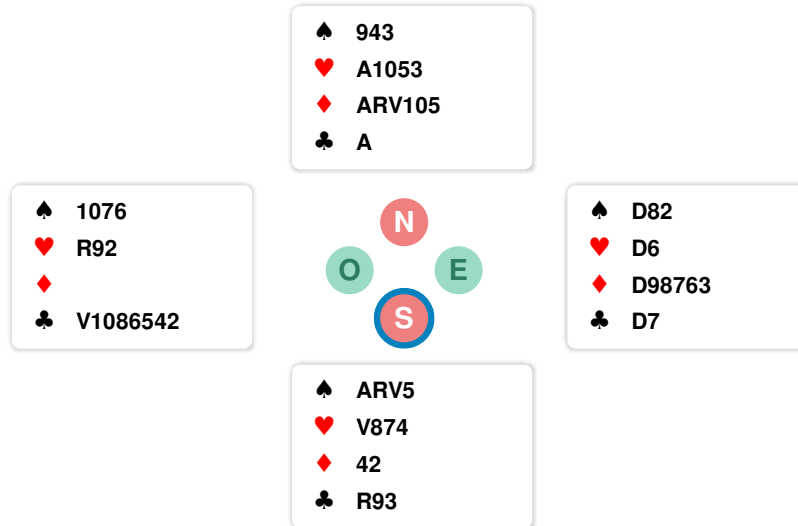 ♠ 943
♥ A1053
♦ ARV105
♣ A
♠ 1076
♥ R92
♦
♣ V1086542
N
O E
S
♠ D82
♥ D6
♦ D98763
♣ D7
♠ ARV5
♥ V874
♦ 42
♣ R93